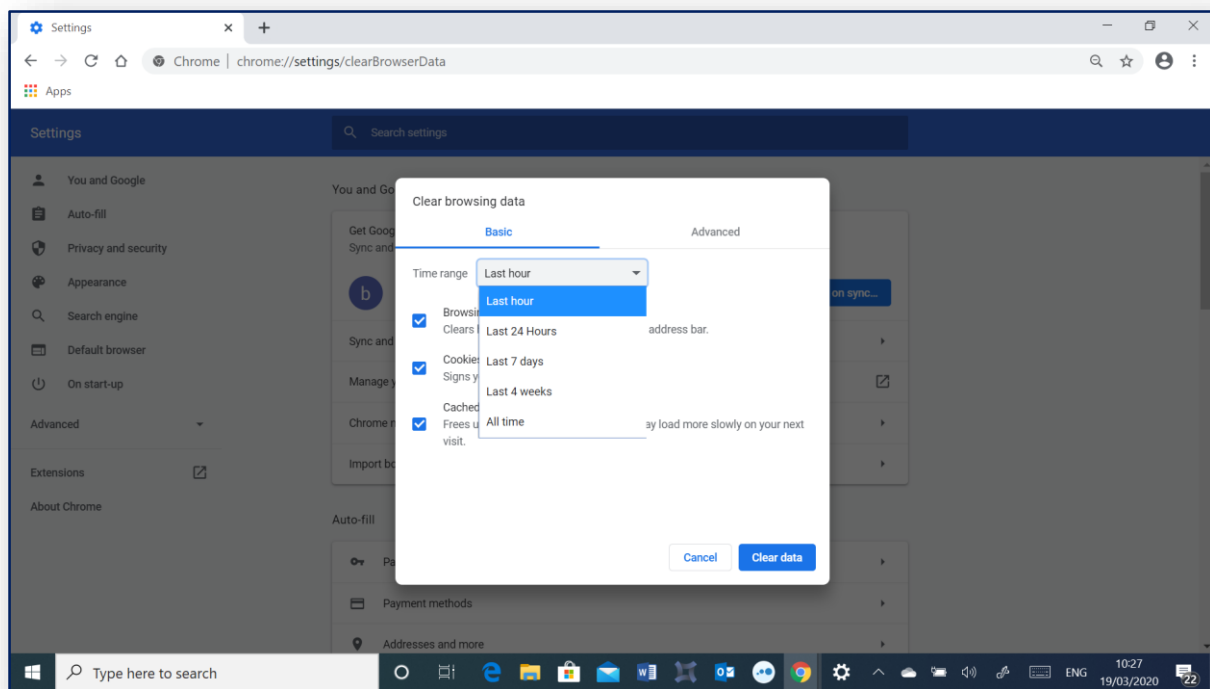 Settings
Chrome | chrome://settings/clearBrowserData
Apps
Settings
Search settings
You and Google
Auto-fill
Privacy and security
Appearance
Search engine
Default browser
On start-up
Advanced
Extensions
About Chrome
You and Go
Get Goog
Sync and
b
on sync...
Sync and
Manage y
Chrome n
Import bo
Auto-fill
Pa
Payment methods
Addresses and more
Clear browsing data
Basic
Advanced
Time range
Last hour
Last hour
Last 24 Hours
Last 7 days
Last 4 weeks
All time
Browsin
Clears
address bar.
Cookies
Signs y
Cached
Frees u
ay load more slowly on your next
visit.
Cancel
Clear data
Type here to search
ENG
10:27
19/03/2020
22